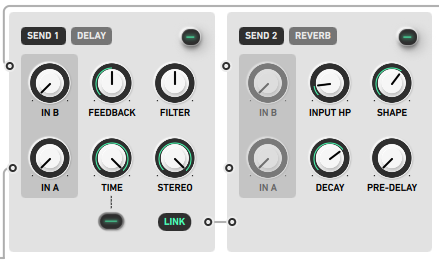 SEND 1 DELAY
IN B FEEDBACK FILTER
IN A TIME STEREO
LINK
SEND 2 REVERB
IN B INPUT HP SHAPE
IN A DECAY PRE-DELAY